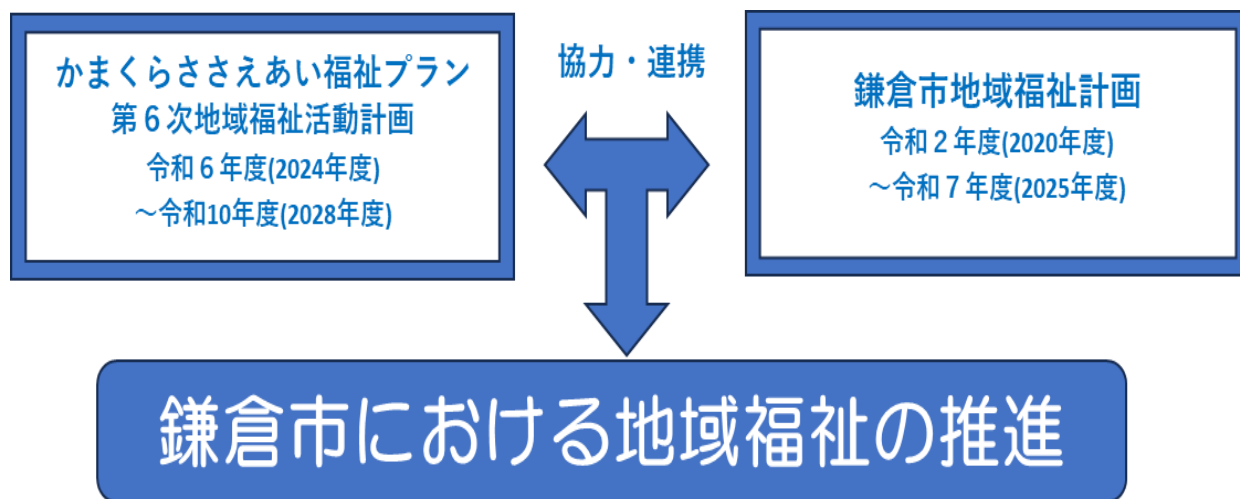 かまくらささえあい福祉プラン
第６次地域福祉活動計画
令和６年度(2024年度)
～令和10年度(2028年度)
協力・連携
鎌倉市地域福祉計画
令和２年度(2020年度)
～令和７年度(2025年度)
鎌倉市における地域福祉の推進